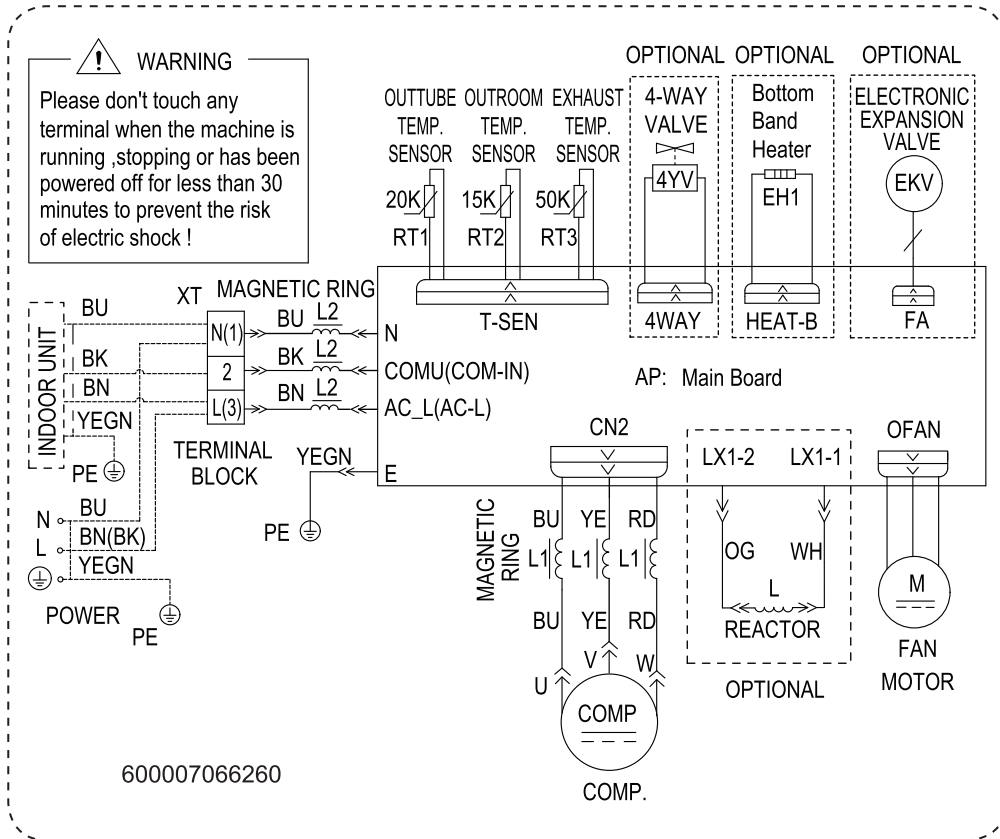 WARNING
Please don't touch any
terminal when the machine is
running ,stopping or has been
powered off for less than 30
minutes to prevent the risk
of electric shock !
OUTTUBE
TEMP.
SENSOR
OUTROOM
TEMP.
SENSOR
EXHAUST
TEMP.
SENSOR
20K
15K
50K
RT1
RT2
RT3
T-SEN
OPTIONAL
4-WAY
VALVE
4YV
4WAY
OPTIONAL
Bottom
Band
Heater
EH1
HEAT-B
OPTIONAL
ELECTRONIC
EXPANSION
VALVE
EKV
FA
INDOOR UNIT
BU
BK
BN
YEGN
PE
XT
N(1)
2
L(3)
TERMINAL
BLOCK
MAGNETIC RING
BU
L2
BK
L2
BN
L2
N
COMU(COM-IN)
AC_L(AC-L)
E
YEGN
PE
AP: Main Board
N
BU
L
BN(BK)
YEGN
POWER
PE
CN2
MAGNETIC
RING
BU
YE
RD
L1
L1
L1
BU
YE
RD
U
V
W
COMP
COMP.
LX1-2
LX1-1
OG
WH
L
REACTOR
OPTIONAL
OFAN
M
FAN
MOTOR
600007066260